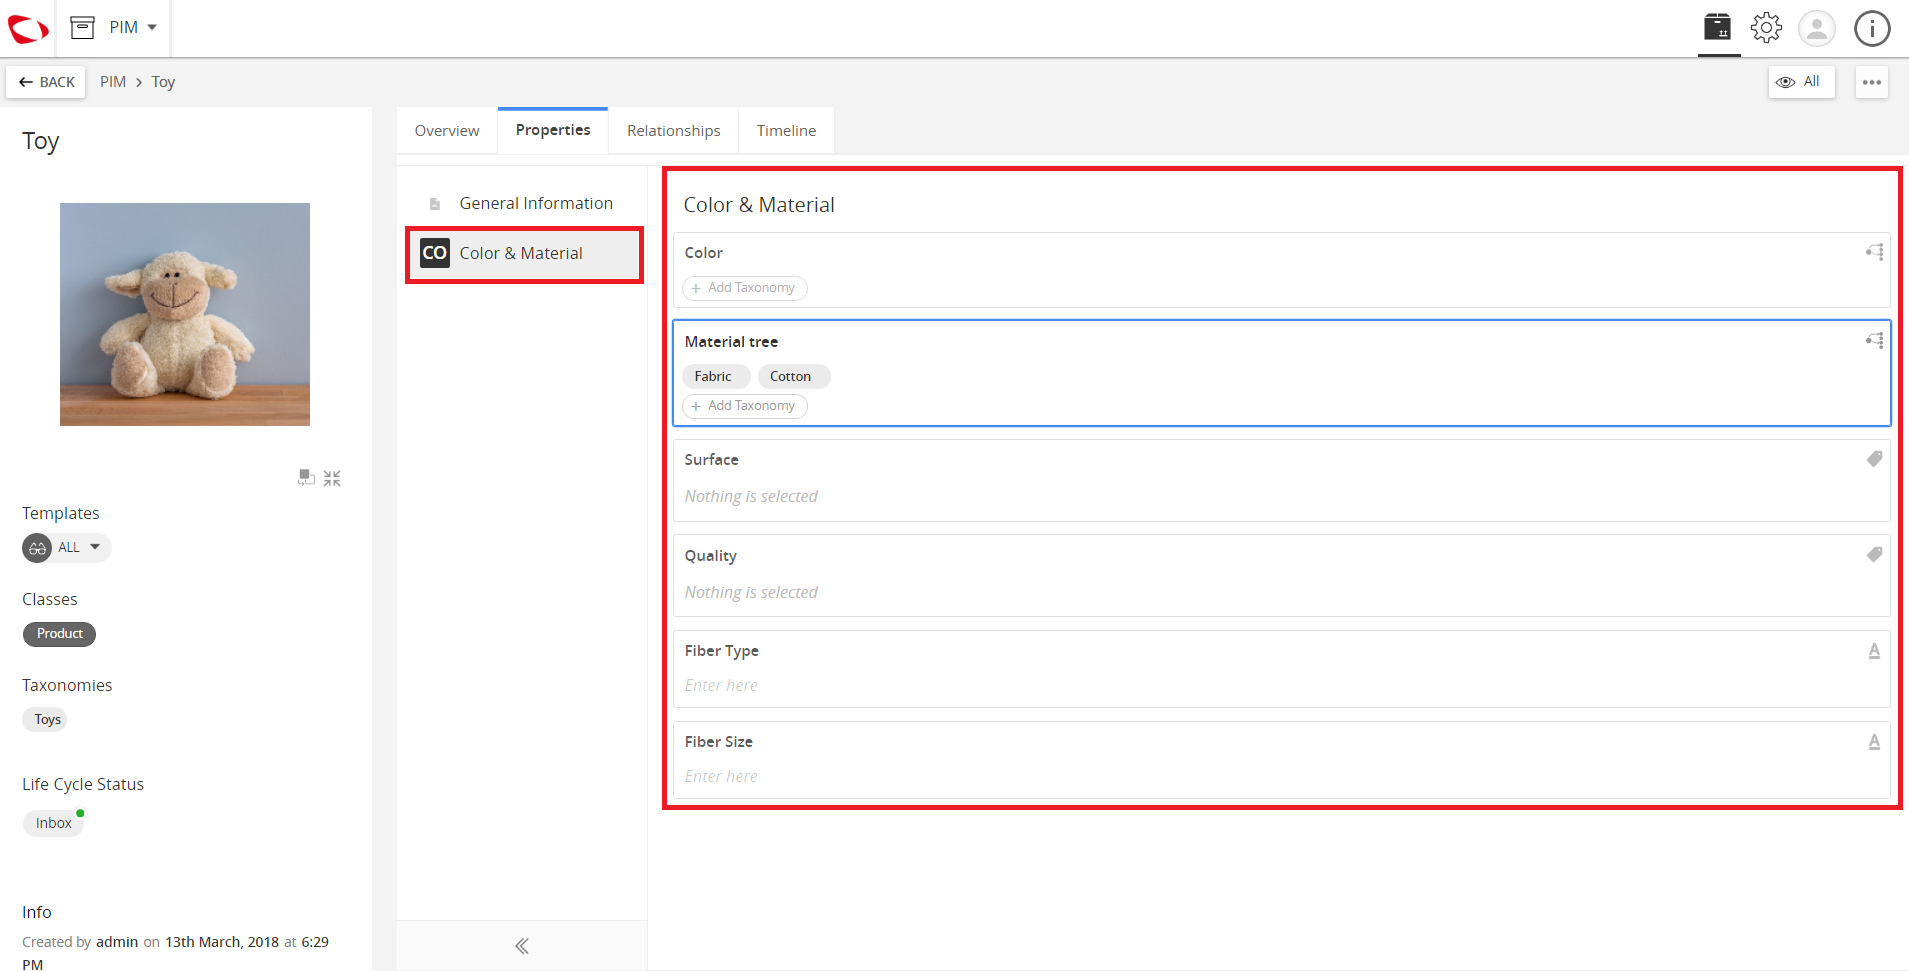 PIM
BACK
PIM > Toy
All
Toy
Overview
Properties
Relationships
Timeline
General Information
CO Color & Material
Color & Material
Color
+ Add Taxonomy
Material tree
Fabric Cotton
+ Add Taxonomy
Surface
Nothing is selected
Quality
Nothing is selected
Fiber Type
A
Enter here
Fiber Size
A
Enter here
Templates
ALL
Classes
Product
Taxonomies
Toys
Life Cycle Status
Inbox
Info
Created by admin on 13th March, 2018 at 6:29
PM